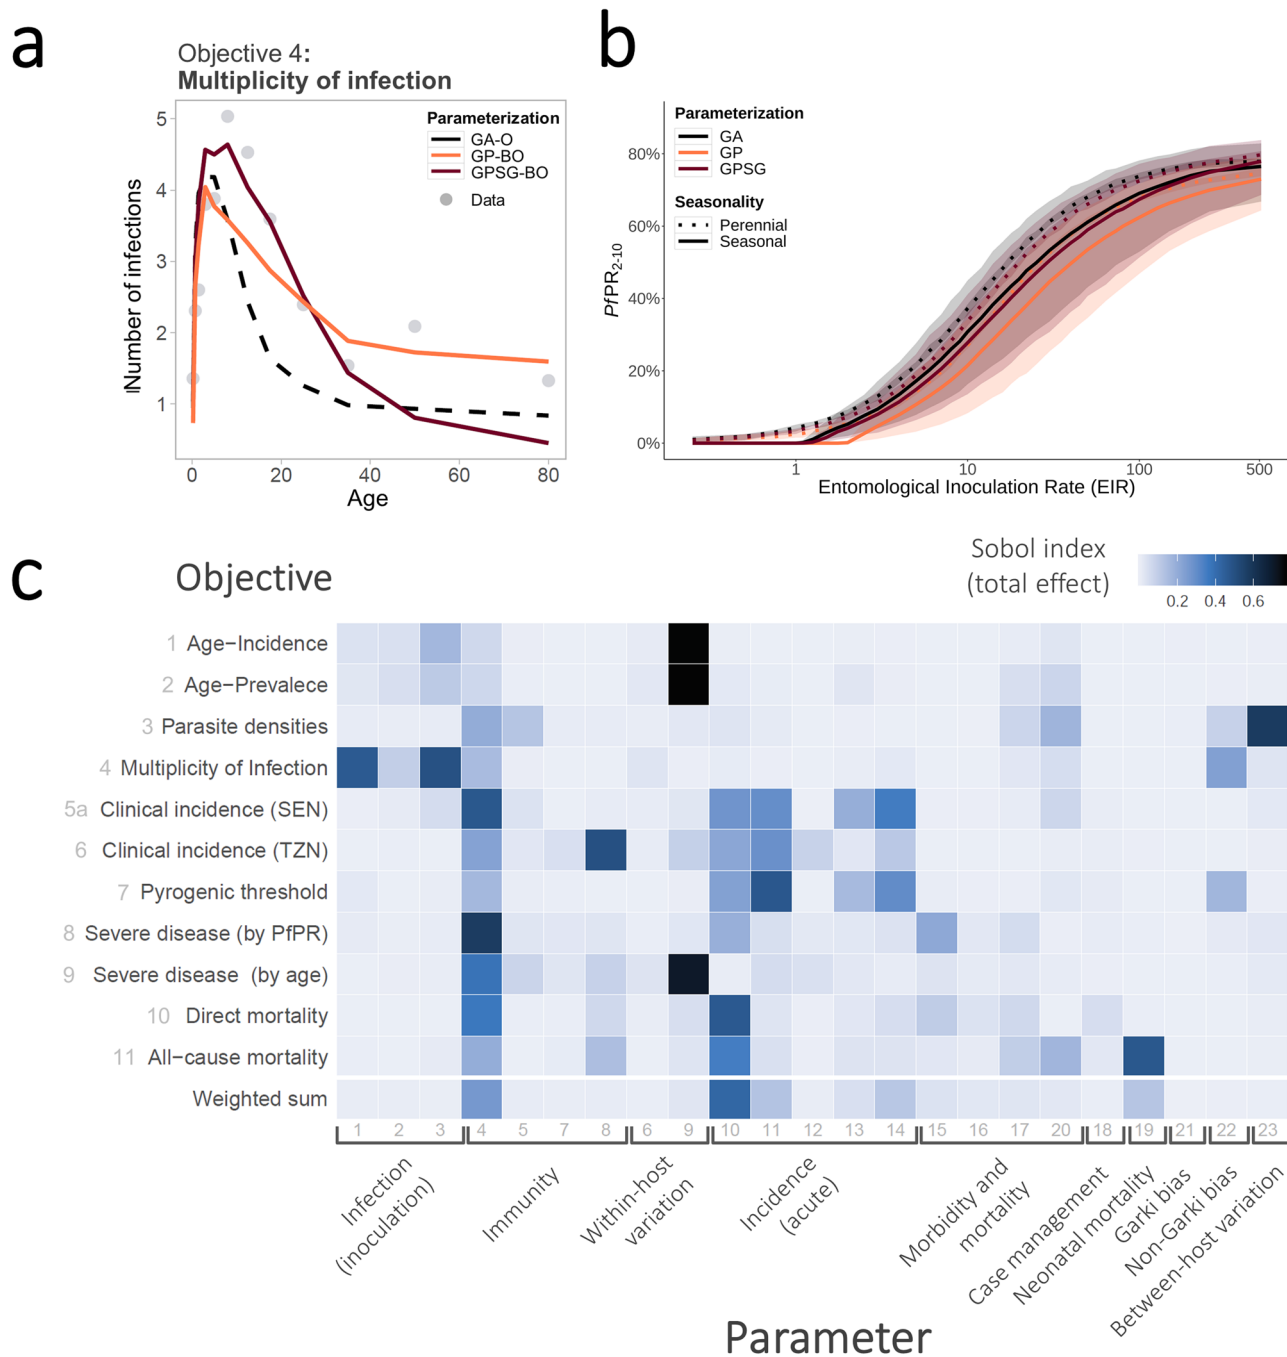 a
Objective 4:
Multiplicity of infection
Parameterization
GA-O
GP-BO
GPSG-BO
Data
Number of infections
5
4
3
2
1
0
20
40
60
80
Age
b
Parameterization
GA
GP
GPSG
Seasonality
Perennial
Seasonal
PfPR2-10
80%
60%
40%
20%
0%
1
10
100
500
Entomological Inoculation Rate (EIR)
c
Objective
Sobol index
(total effect)
0.2 0.4 0.6
1 Age−Incidence
2 Age−Prevalece
3 Parasite densities
4 Multiplicity of Infection
5a Clinical incidence (SEN)
6 Clinical incidence (TZN)
7 Pyrogenic threshold
8 Severe disease (by PfPR)
9 Severe disease (by age)
10 Direct mortality
11 All−cause mortality
Weighted sum
1 2 3 4 5 7 8 6 9 10 11 12 13 14 15 16 17 20 18 19 21 22 23
Infection
(inoculation)
Immunity
Within-host
variation
Incidence
(acute)
Morbidity and
mortality
Case management
Neonatal mortality
Garki bias
Non-Garki bias
Between-host variation
Parameter